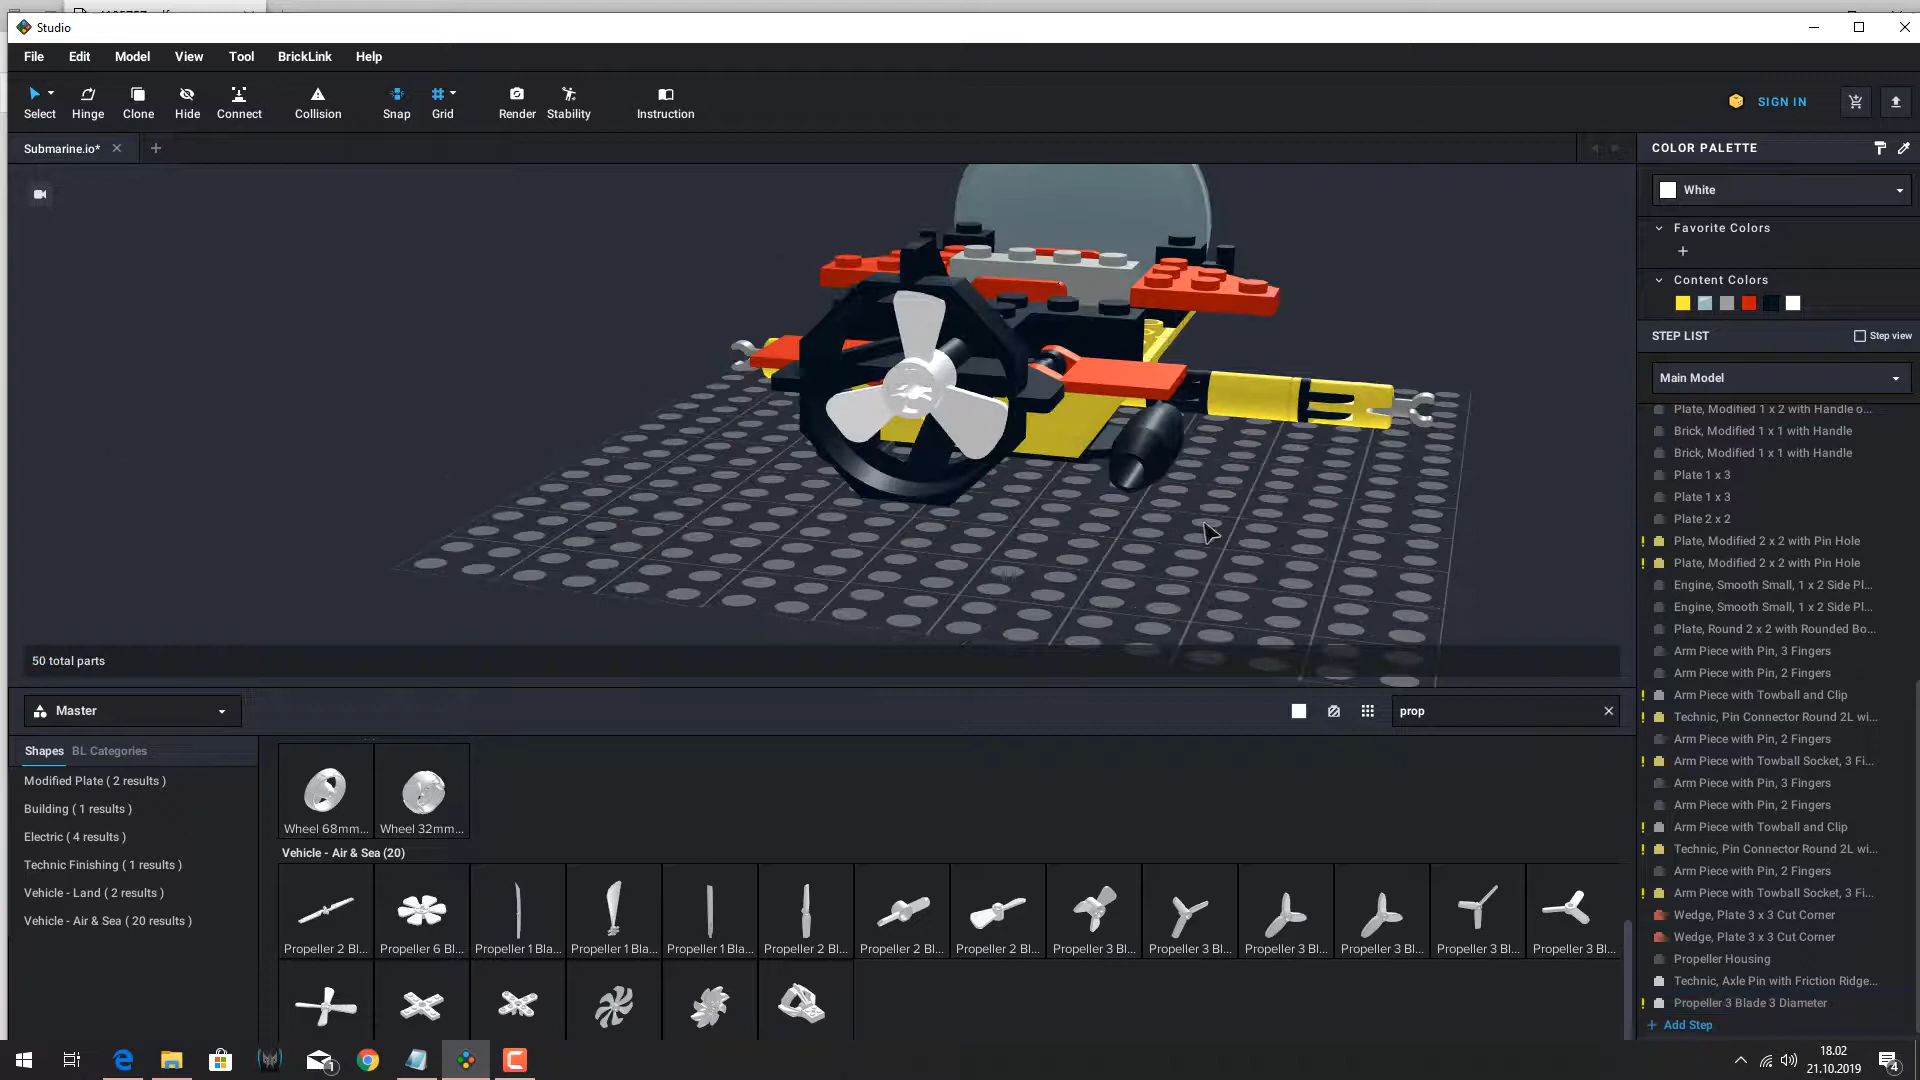 Studio
File Edit Model View Tool BrickLink Help
Select Hinge Clone Hide Connect Collision Snap Grid Render Stability Instruction
SIGN IN
Submarine.io*
COLOR PALETTE
White
Favorite Colors
Content Colors
STEP LIST
Step view
Main Model
Plate, Modified 1 x 2 with Handle o...
Brick, Modified 1 x 1 with Handle
Brick, Modified 1 x 1 with Handle
Plate 1 x 3
Plate 1 x 3
Plate 2 x 2
Plate, Modified 2 x 2 with Pin Hole
Plate, Modified 2 x 2 with Pin Hole
Engine, Smooth Small, 1 x 2 Side Pl...
Engine, Smooth Small, 1 x 2 Side Pl...
Plate, Round 2 x 2 with Rounded Bo...
Arm Piece with Pin, 3 Fingers
Arm Piece with Pin, 2 Fingers
Arm Piece with Towball and Clip
Technic, Pin Connector Round 2L wi...
Arm Piece with Pin, 2 Fingers
Arm Piece with Towball Socket, 3 Fi...
Arm Piece with Pin, 3 Fingers
Arm Piece with Pin, 2 Fingers
Arm Piece with Towball and Clip
Technic, Pin Connector Round 2L wi...
Arm Piece with Pin, 2 Fingers
Arm Piece with Towball Socket, 3 Fi...
Wedge, Plate 3 x 3 Cut Corner
Wedge, Plate 3 x 3 Cut Corner
Propeller Housing
Technic, Axle Pin with Friction Ridge...
Propeller 3 Blade 3 Diameter
+ Add Step
50 total parts
Master
prop
Shapes BL Categories
Modified Plate ( 2 results )
Building ( 1 results )
Electric ( 4 results )
Technic Finishing ( 1 results )
Vehicle - Land ( 2 results )
Vehicle - Air & Sea ( 20 results )
Wheel 68mm... Wheel 32mm...
Vehicle - Air & Sea (20)
Propeller 2 Bl... Propeller 6 Bl... Propeller 1 Bla... Propeller 1 Bla... Propeller 1 Bla... Propeller 2 Bl... Propeller 2 Bl... Propeller 2 Bl... Propeller 3 Bl... Propeller 3 Bl... Propeller 3 Bl... Propeller 3 Bl... Propeller 3 Bl... Propeller 3 Bl...
18.02
21.10.2019
1
4